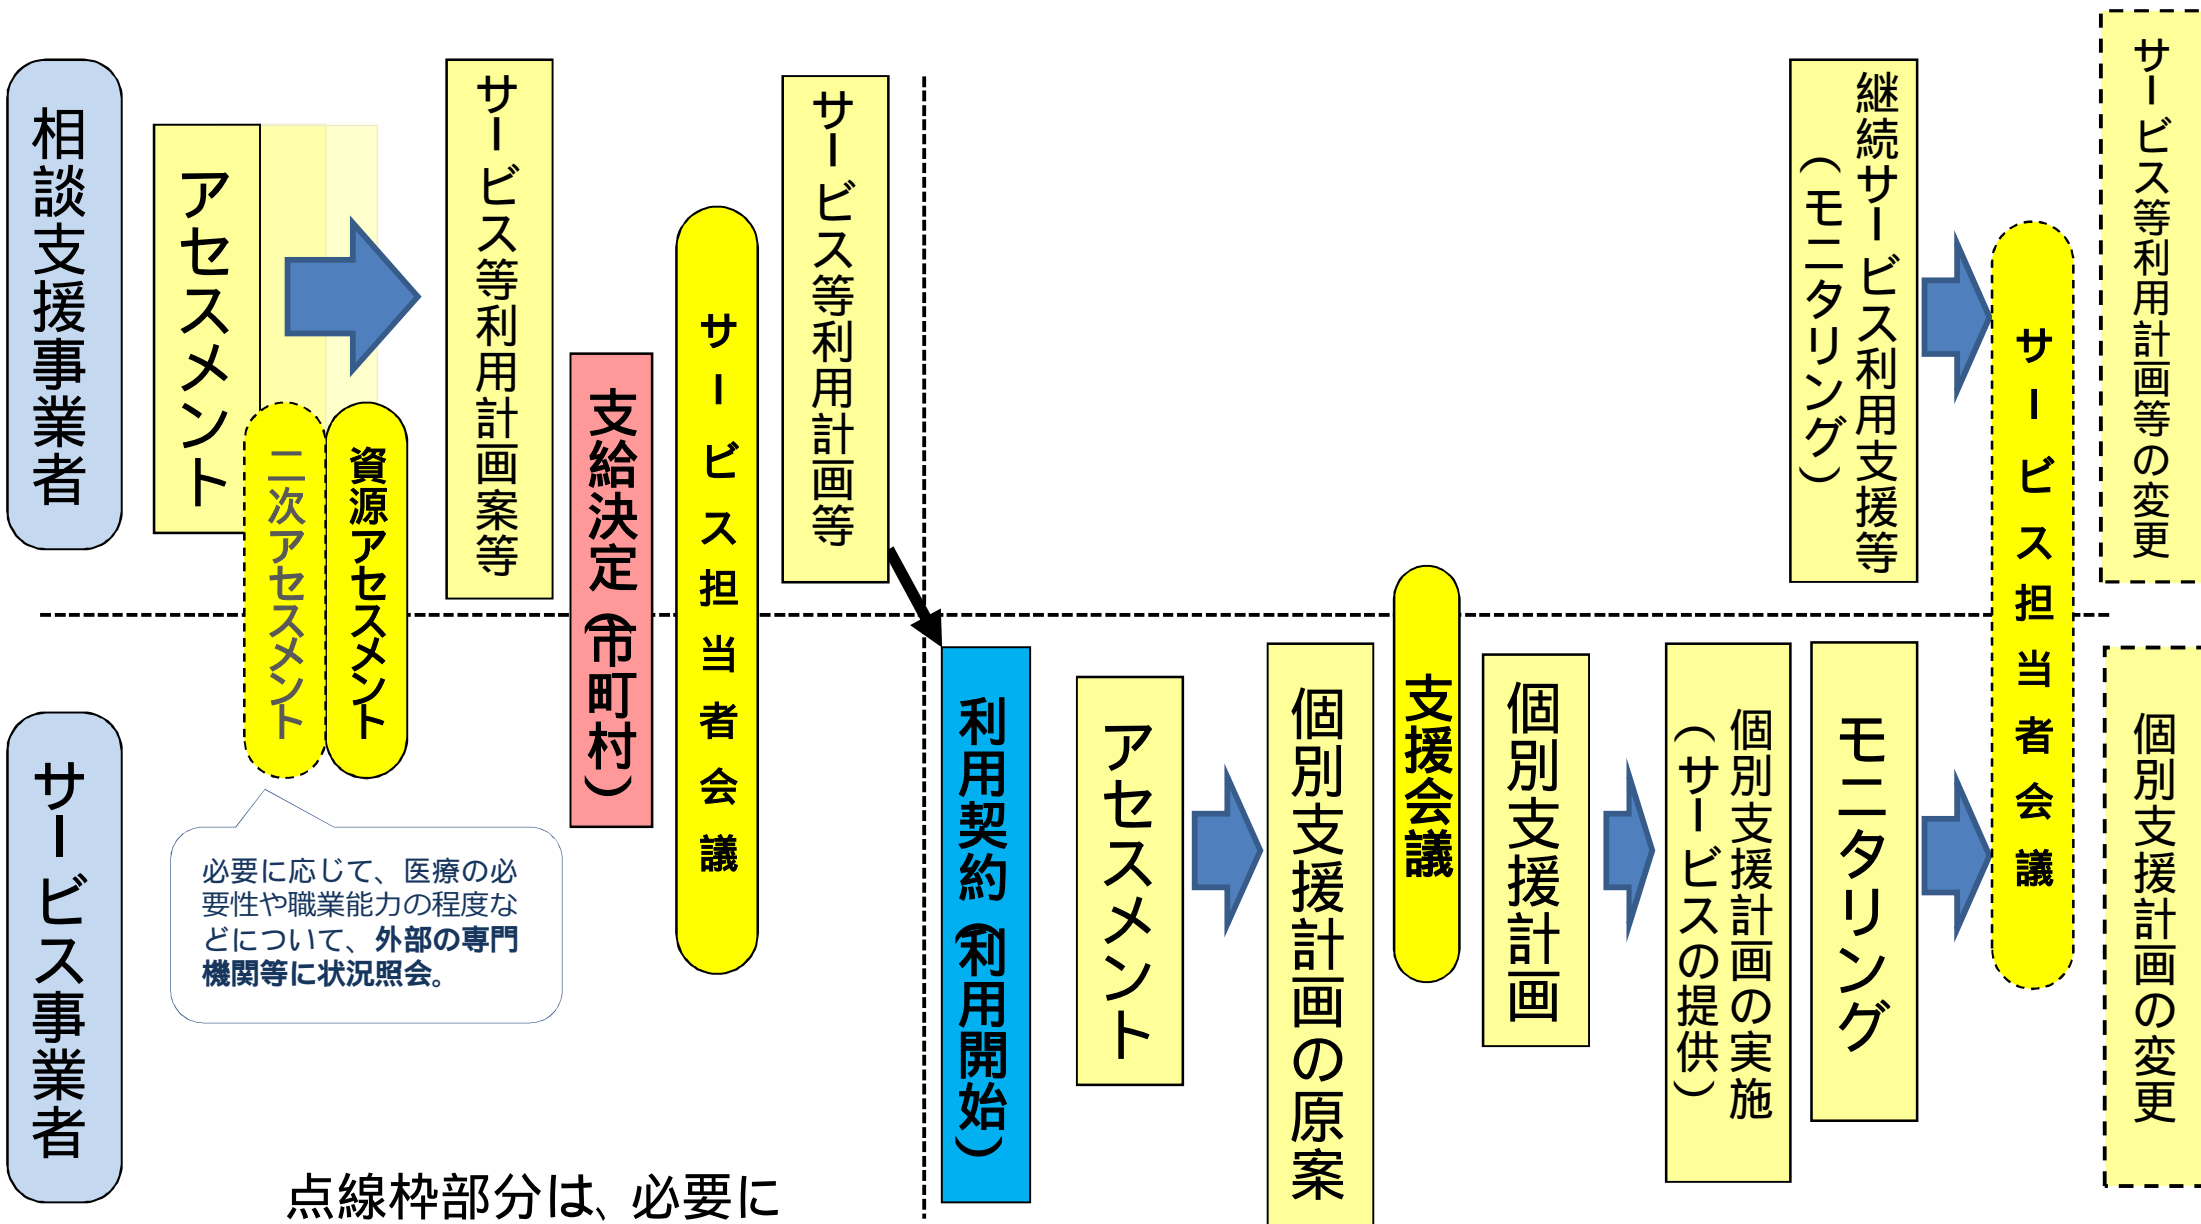 相談支援事業者
アセスメント
二次アセスメント
資源アセスメント
サービス等利用計画案等
支給決定（市町村）
サービス担当者会議
サービス等利用計画等
継続サービス利用支援等
（モニタリング）
サービス担当者会議
サービス等利用計画等の変更
サービス事業者
必要に応じて、医療の必
要性や職業能力の程度な
どについて、外部の専門
機関等に状況照会。
利用契約（利用開始）
アセスメント
個別支援計画の原案
支援会議
個別支援計画
個別支援計画の実施
（サービスの提供）
モニタリング
個別支援計画の変更
点線枠部分は、必要に